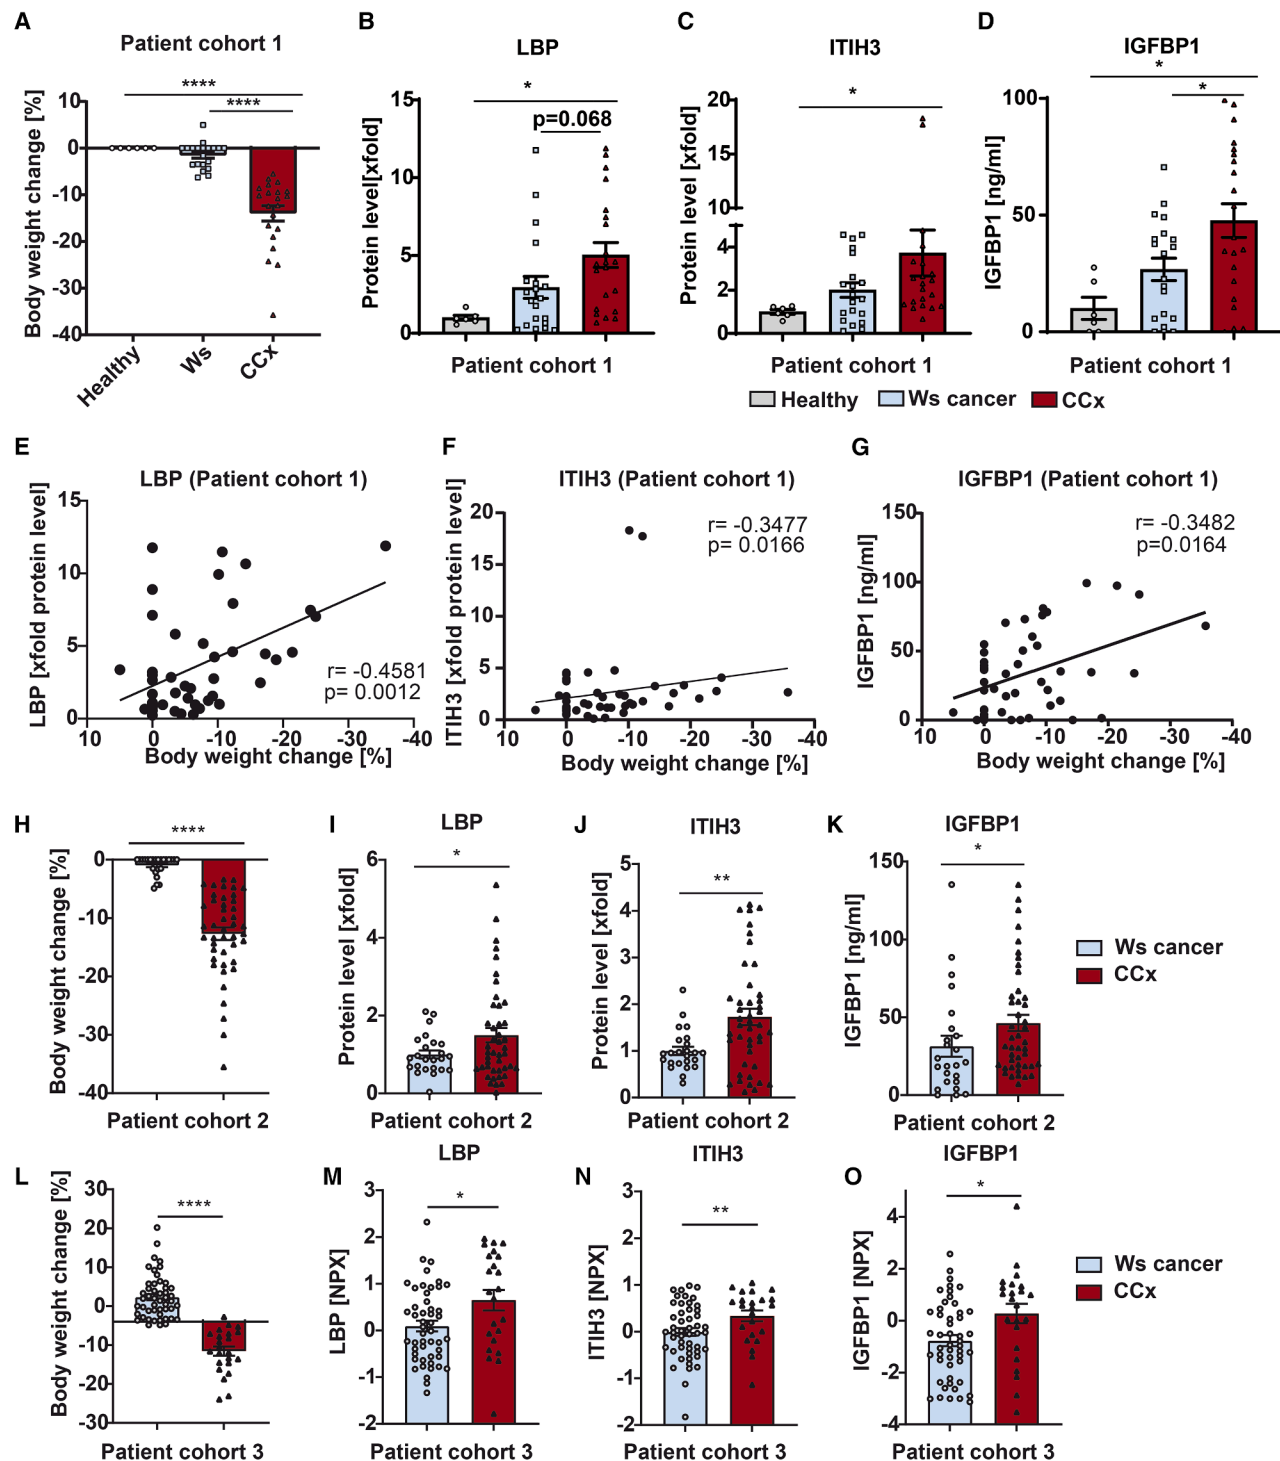 A
Patient cohort 1
****
****
Body weight change [%]
10
0
-10
-20
-30
-40
Healthy
Ws
CCx
B
LBP
*
p=0.068
Protein level[xfold]
15
10
5
0
Patient cohort 1
C
ITIH3
*
Protein level [xfold]
20
15
10
4
2
0
Patient cohort 1
D
IGFBP1
*
*
IGFBP1 [ng/ml]
100
50
0
Patient cohort 1
Healthy
Ws cancer
CCx
E
LBP (Patient cohort 1)
LBP [xfold protein level]
15
10
5
0
r= -0.4581
p= 0.0012
10
0
-10
-20
-30
-40
Body weight change [%]
F
ITIH3 (Patient cohort 1)
ITIH3 [xfold protein level]
20
15
10
5
0
r= -0.3477
p= 0.0166
10
0
-10
-20
-30
-40
Body weight change [%]
G
IGFBP1 (Patient cohort 1)
IGFBP1 [ng/ml]
150
100
50
0
r= -0.3482
p=0.0164
10
0
-10
-20
-30
-40
Body weight change [%]
H
****
Body weight change [%]
0
-10
-20
-30
-40
Patient cohort 2
I
LBP
*
Protein level [xfold]
6
4
2
0
Patient cohort 2
J
ITIH3
**
Protein level [xfold]
5
4
3
2
1
0
Patient cohort 2
K
IGFBP1
*
IGFBP1 [ng/ml]
150
100
50
0
Patient cohort 2
Ws cancer
CCx
L
****
Body weight change [%]
30
20
10
0
-10
-20
-30
Patient cohort 3
M
LBP
*
LBP [NPX]
3
2
1
0
-1
-2
Patient cohort 3
N
ITIH3
**
ITIH3 [NPX]
3
2
1
0
-1
-2
Patient cohort 3
O
IGFBP1
*
IGFBP1 [NPX]
4
2
0
-2
-4
Patient cohort 3
Ws cancer
CCx